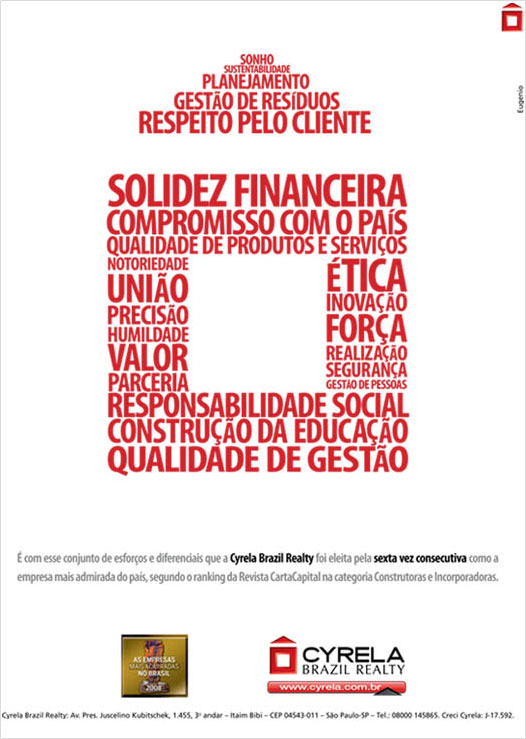 SONHO
SUSTENTABILIDADE
PLANEJAMENTO
GESTÃO DE RESÍDUOS
RESPEITO PELO CLIENTE
Eugenio
SOLIDEZ FINANCEIRA
COMPROMISSO COM O PAÍS
QUALIDADE DE PRODUTOS E SERVIÇOS
NOTORIEDADE
UNIÃO
PRECISÃO
HUMILDADE
VALOR
PARCERIA
ÉTICA
INOVAÇÃO
FORÇA
REALIZAÇÃO
SEGURANÇA
GESTÃO DE PESSOAS
RESPONSABILIDADE SOCIAL
CONSTRUÇÃO DA EDUCAÇÃO
QUALIDADE DE GESTÃO
É com esse conjunto de esforços e diferenciais que a Cyrela Brazil Realty foi eleita pela sexta vez consecutiva como a
empresa mais admirada do país, segundo o ranking da Revista CartaCapital na categoria Construtoras e Incorporadoras.
AS EMPRESAS
MAIS ADMIRADAS
NO BRASIL
2008
CYRELA
BRAZIL REALTY
www.cyrela.com.br
Cyrela Brazil Realty: Av. Pres. Juscelino Kubitschek, 1.455, 3º andar – Itaim Bibi – CEP 04543-011 – São Paulo-SP – Tel.: 08000 145865. Creci Cyrela: J-17.592.